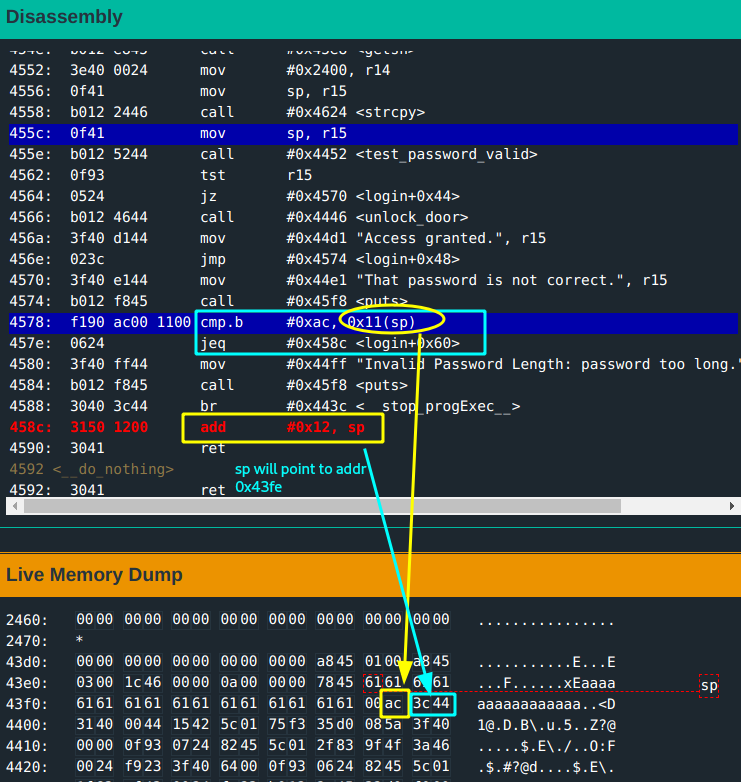 Disassembly
4552: 3e40 0024 mov #0x2400, r14
4556: 0f41 mov sp, r15
4558: b012 2446 call #0x4624 <strcpy>
455c: 0f41 mov sp, r15
455e: b012 5244 call #0x4452 <test_password_valid>
4562: 0f93 tst r15
4564: 0524 jz #0x4570 <login+0x44>
4566: b012 4644 call #0x4446 <unlock_door>
456a: 3f40 d144 mov #0x44d1 "Access granted.", r15
456e: 023c jmp #0x4574 <login+0x48>
4570: 3f40 e144 mov #0x44e1 "That password is not correct.", r15
4574: b012 f845 call #0x45f8 <puts>
4578: f190 ac00 1100 cmp.b #0xac, 0x11(sp)
457e: 0624 jeq #0x458c <login+0x60>
4580: 3f40 ff44 mov #0x44ff "Invalid Password Length: password too long."
4584: b012 f845 call #0x45f8 <puts>
4588: 3040 3c44 br #0x443c <__stop_progExec__>
458c: 3150 1200 add #0x12, sp
4590: 3041 ret
4592 <__do_nothing>
4592: 3041 ret
sp will point to addr
0x43fe
Live Memory Dump
2460: 0000 0000 0000 0000 0000 0000 0000 0000 ................
2470: *
43d0: 0000 0000 0000 0000 0000 a845 0100 a845 ...........E...E
43e0: 0300 1c46 0000 0a00 0000 7845 6161 6161 ...F......xEaaaa
sp
43f0: 6161 6161 6161 6161 6161 6161 00ac 3c44 aaaaaaaaaaaa..<D
4400: 3140 0044 1542 5c01 75f3 35d0 085a 3f40 1@.D.B\.u.5..Z?@
4410: 0000 0f93 0724 8245 5c01 2f83 9f4f 3a46 .....$.E\./..O:F
4420: 0024 f923 3f40 6400 0f93 0624 8245 5c01 .$.#?@d....$.E\.